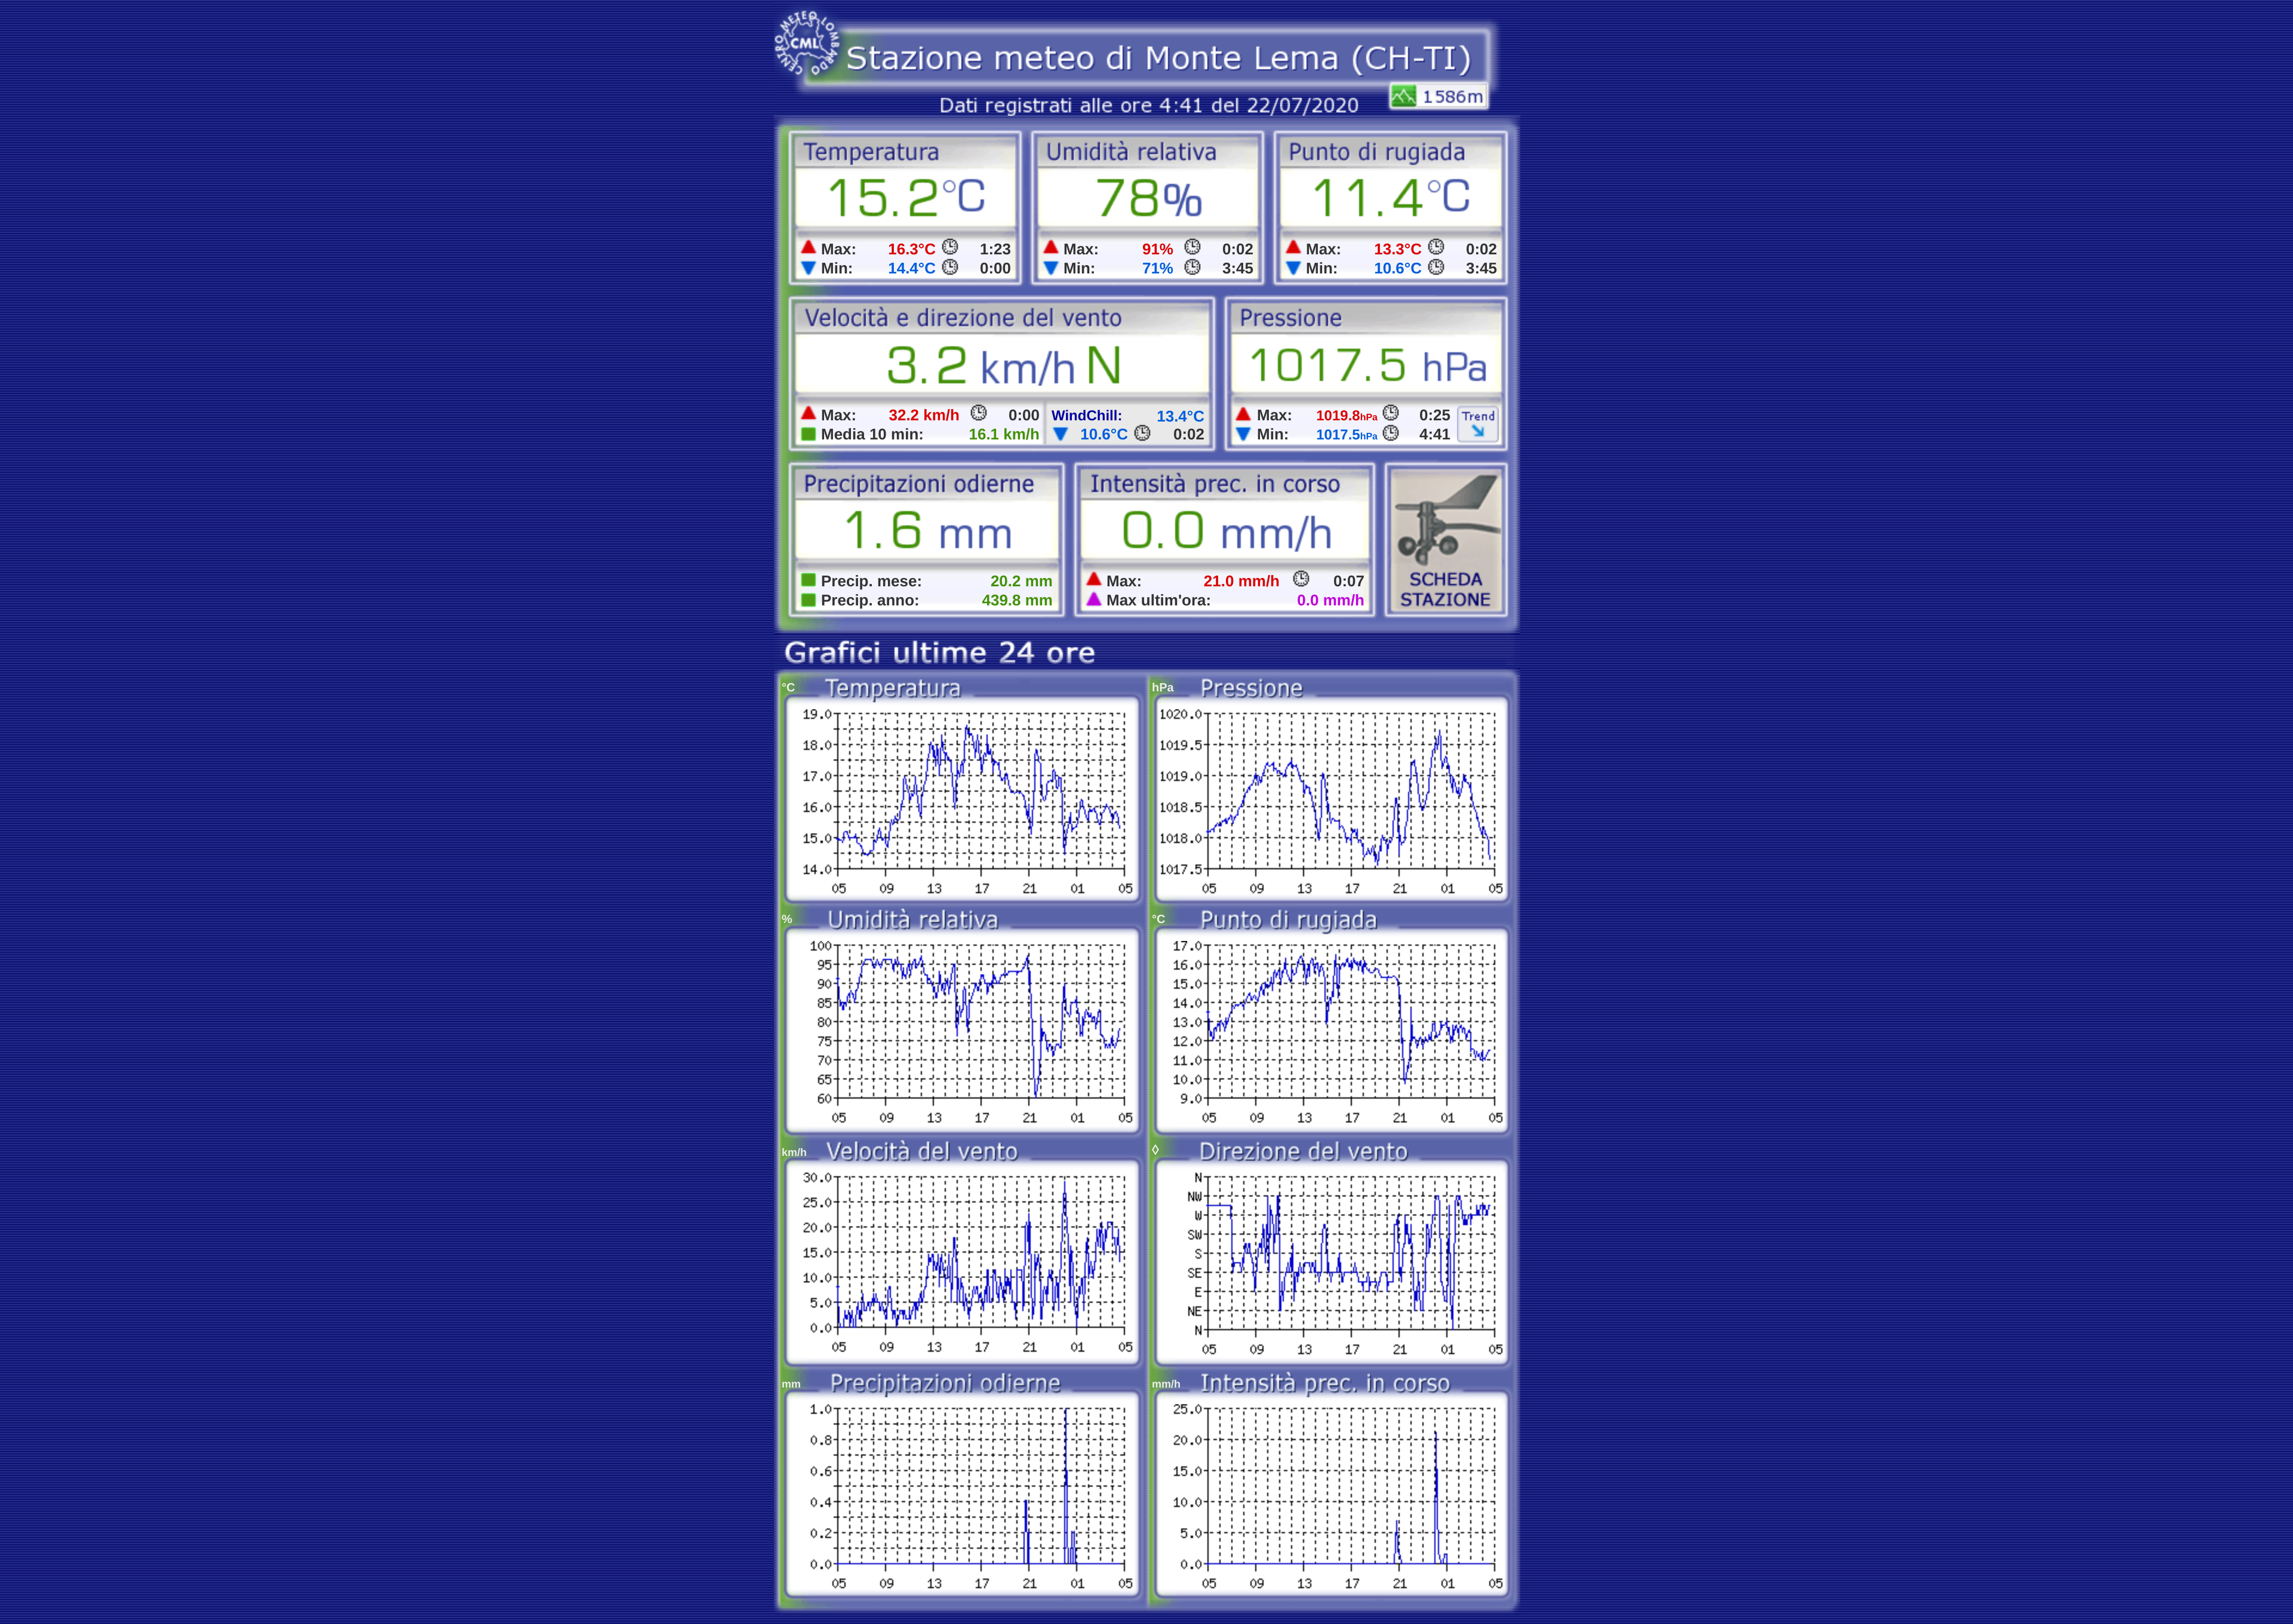 CENTRO METEO LOMBARDO
CML
Stazione meteo di Monte Lema (CH-TI)
1586m
Dati registrati alle ore 4:41 del 22/07/2020
Temperatura
15.2°C
Max: 16.3°C 1:23
Min: 14.4°C 0:00
Umidità relativa
78%
Max: 91% 0:02
Min: 71% 3:45
Punto di rugiada
11.4°C
Max: 13.3°C 0:02
Min: 10.6°C 3:45
Velocità e direzione del vento
3.2 km/h N
Max: 32.2 km/h 0:00
Media 10 min: 16.1 km/h
WindChill: 13.4°C
10.6°C 0:02
Pressione
1017.5 hPa
Max: 1019.8hPa 0:25
Min: 1017.5hPa 4:41
Trend
Precipitazioni odierne
1.6 mm
Precip. mese: 20.2 mm
Precip. anno: 439.8 mm
Intensità prec. in corso
0.0 mm/h
Max: 21.0 mm/h 0:07
Max ultim'ora: 0.0 mm/h
SCHEDA
STAZIONE
Grafici ultime 24 ore
°C Temperatura
19.0
18.0
17.0
16.0
15.0
14.0
05 09 13 17 21 01 05
hPa Pressione
1020.0
1019.5
1019.0
1018.5
1018.0
1017.5
05 09 13 17 21 01 05
% Umidità relativa
100
95
90
85
80
75
70
65
60
05 09 13 17 21 01 05
°C Punto di rugiada
17.0
16.0
15.0
14.0
13.0
12.0
11.0
10.0
9.0
05 09 13 17 21 01 05
km/h Velocità del vento
30.0
25.0
20.0
15.0
10.0
5.0
0.0
05 09 13 17 21 01 05
◊ Direzione del vento
N
NW
W
SW
S
SE
E
NE
N
05 09 13 17 21 01 05
mm Precipitazioni odierne
1.0
0.8
0.6
0.4
0.2
0.0
05 09 13 17 21 01 05
mm/h Intensità prec. in corso
25.0
20.0
15.0
10.0
5.0
0.0
05 09 13 17 21 01 05